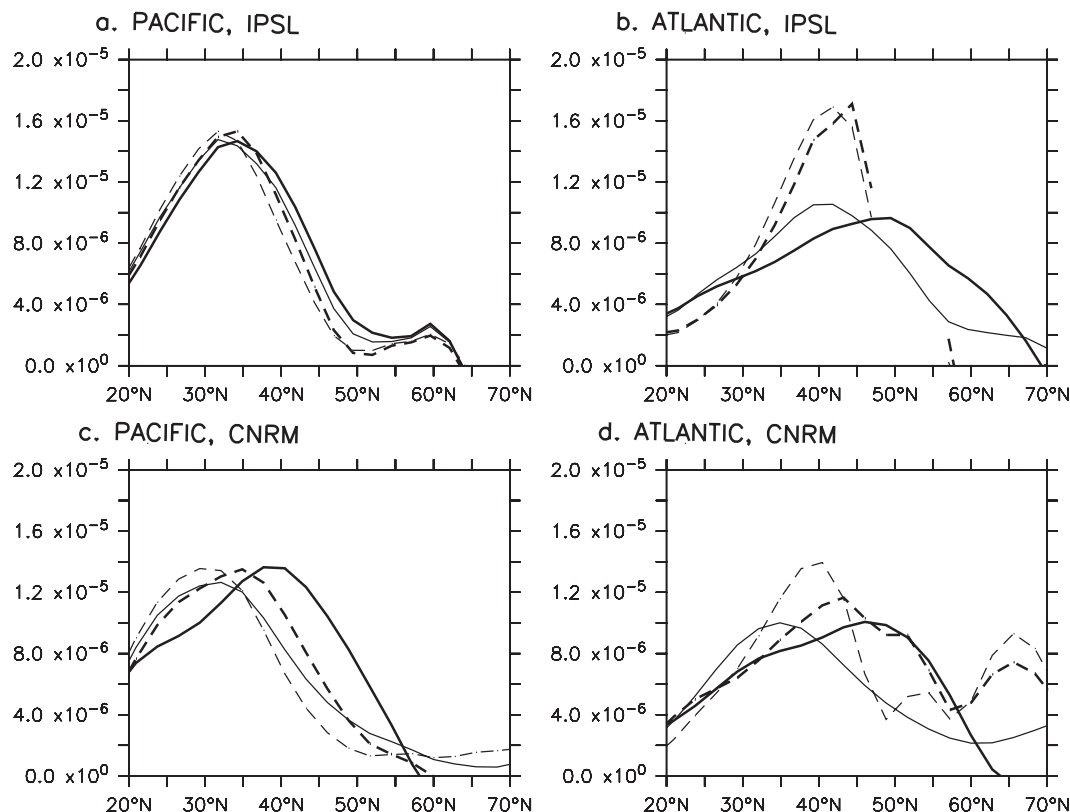 a. PACIFIC, IPSL
b. ATLANTIC, IPSL
2.0 x10-5
1.6 x10-5
1.2 x10-5
8.0 x10-6
4.0 x10-6
0.0 x100
20°N 30°N 40°N 50°N 60°N 70°N
2.0 x10-5
1.6 x10-5
1.2 x10-5
8.0 x10-6
4.0 x10-6
0.0 x100
20°N 30°N 40°N 50°N 60°N 70°N
c. PACIFIC, CNRM
d. ATLANTIC, CNRM
2.0 x10-5
1.6 x10-5
1.2 x10-5
8.0 x10-6
4.0 x10-6
0.0 x100
20°N 30°N 40°N 50°N 60°N 70°N
2.0 x10-5
1.6 x10-5
1.2 x10-5
8.0 x10-6
4.0 x10-6
0.0 x100
20°N 30°N 40°N 50°N 60°N 70°N